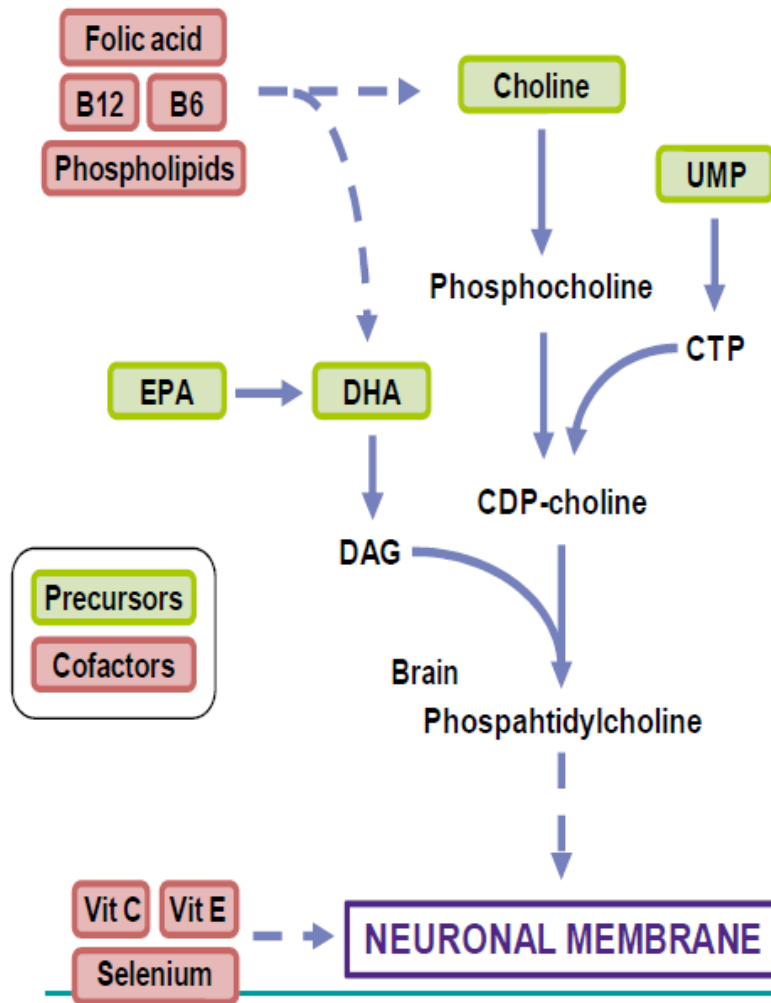 Folic acid
B12 B6
Phospholipids
Choline
UMP
Phosphocholine
CTP
EPA
DHA
CDP-choline
DAG
Precursors
Cofactors
Brain
Phospahtidylcholine
Vit C Vit E
Selenium
NEURONAL MEMBRANE